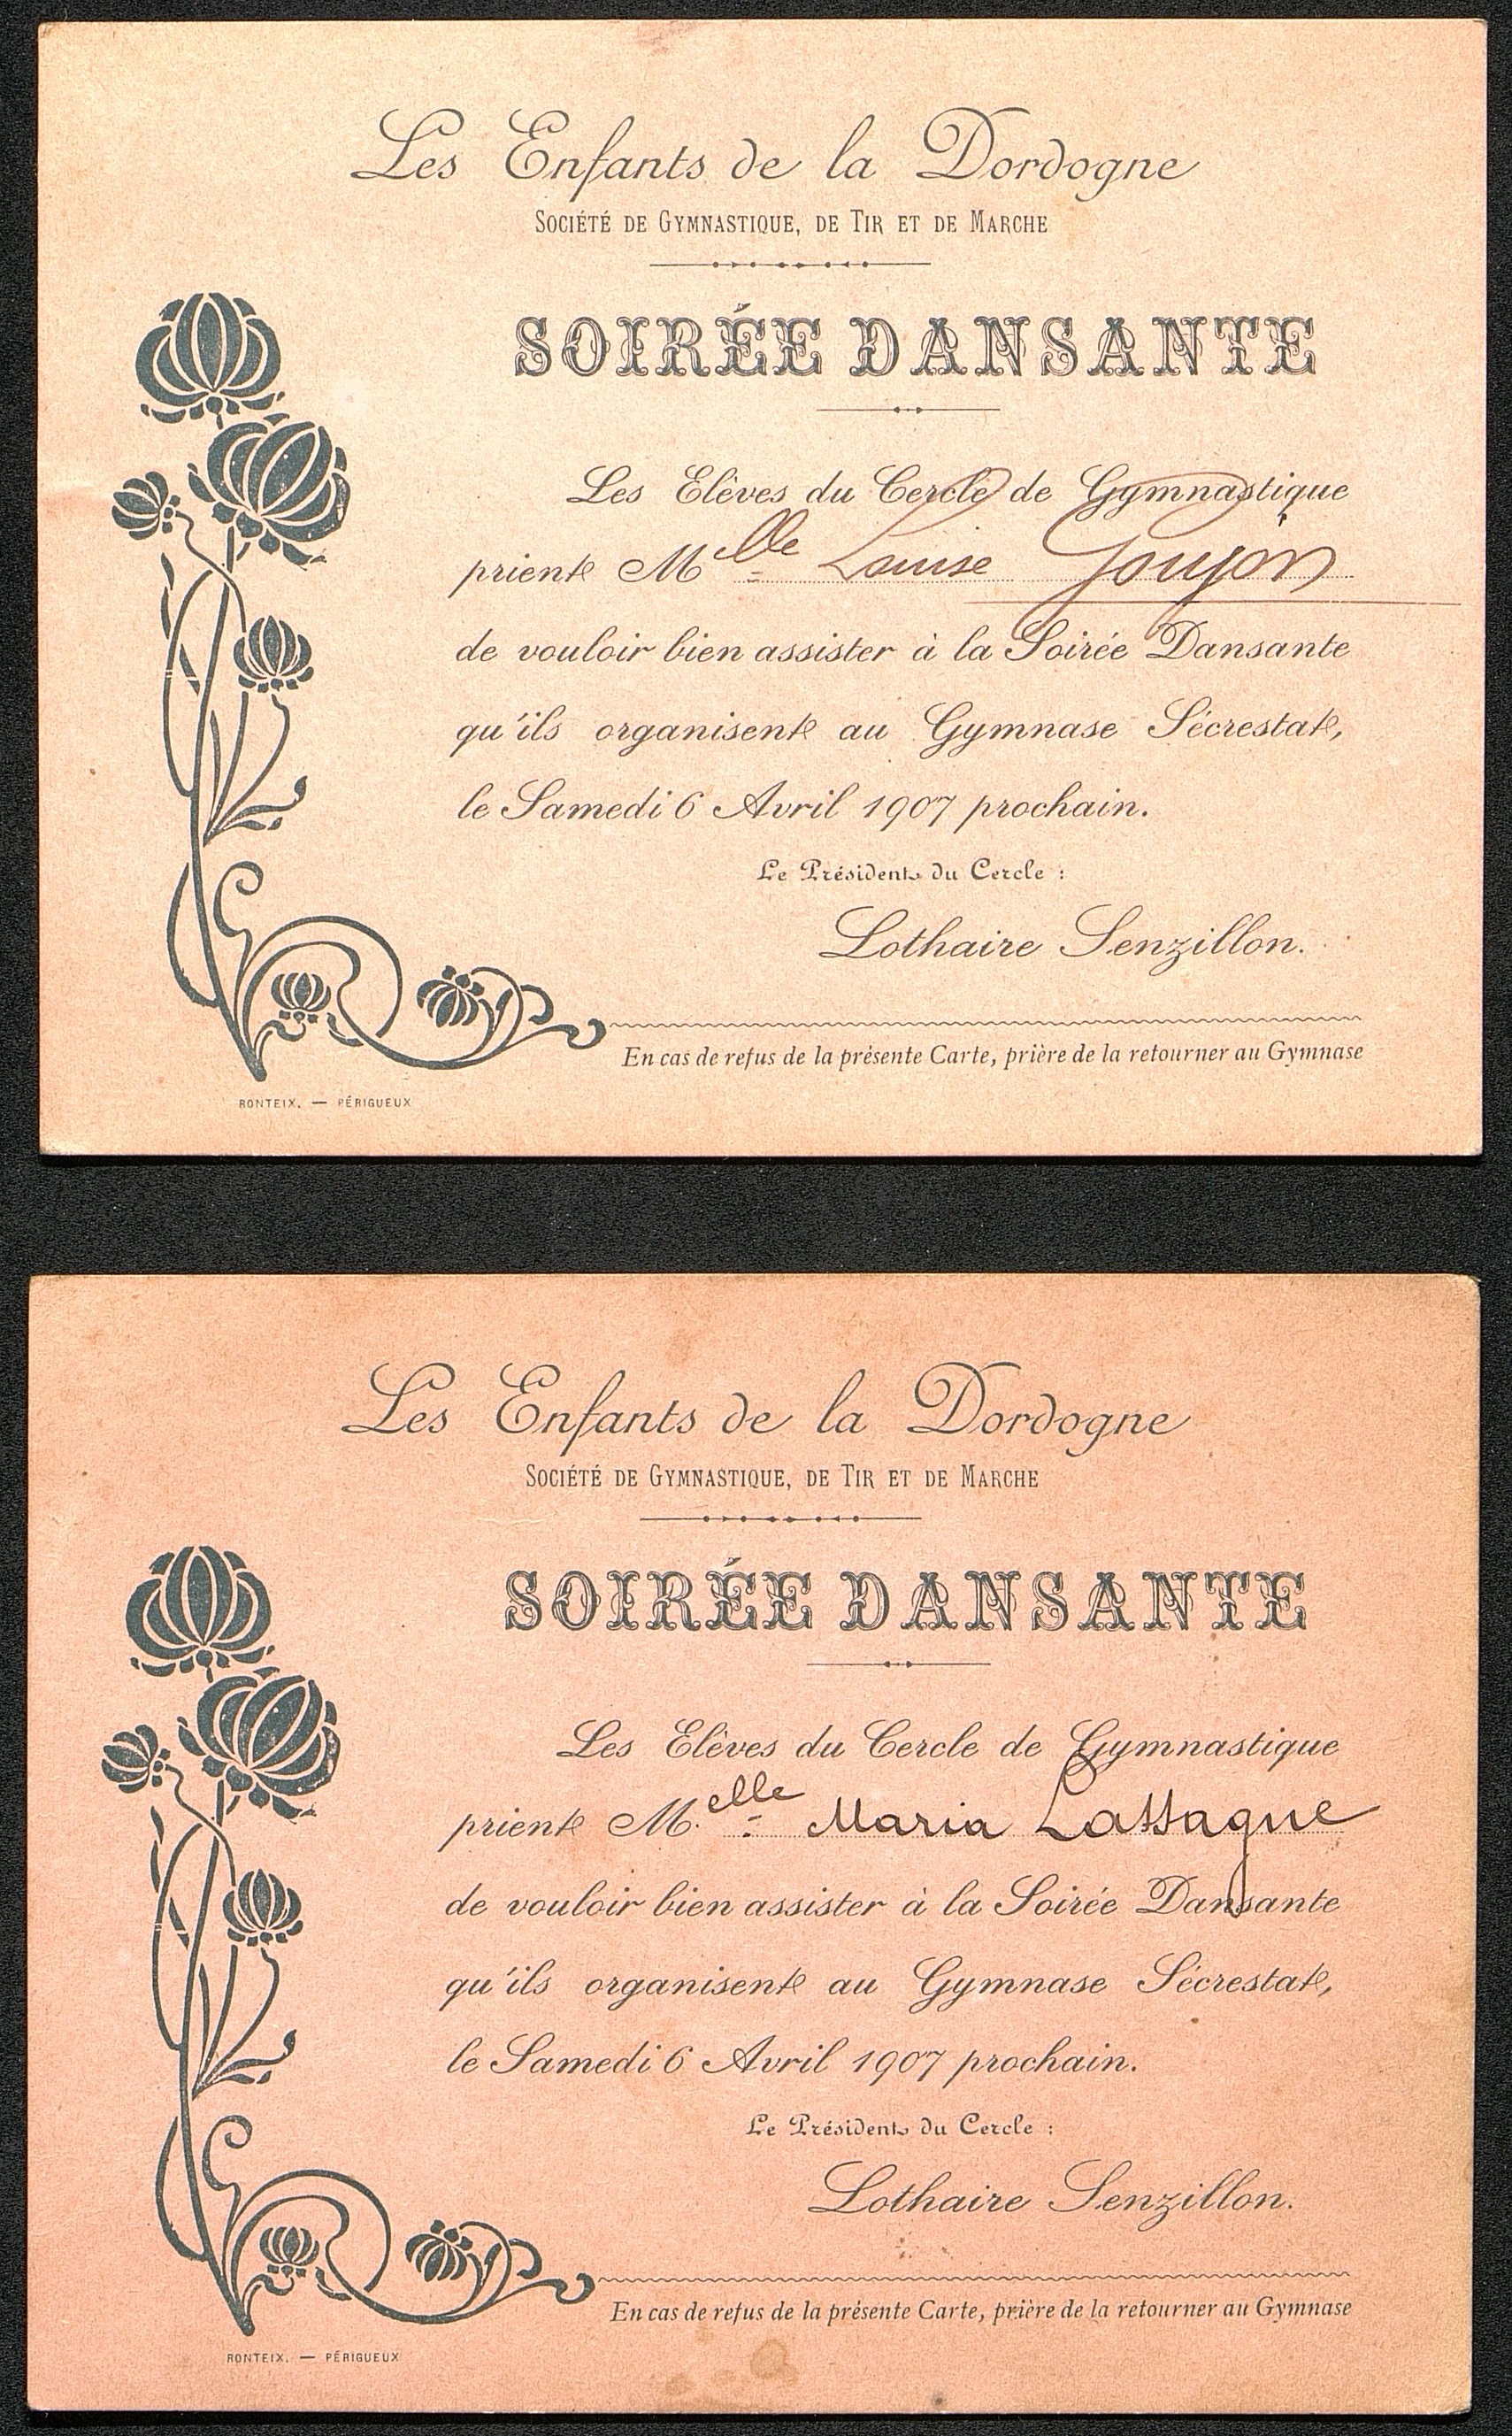 Les Enfants de la Dordogne
Société de Gymnastique, de Tir et de Marche
SOIRÉE DANSANTE
Les Elèves du Cercle de Gymnastique
prient M elle Louise Goujon
de vouloir bien assister à la Soirée Dansante
qu'ils organisent au Gymnase Sécrestat,
le Samedi 6 Avril 1907 prochain.
Le Président du Cercle :
Lothaire Senzillon.
En cas de refus de la présente Carte, prière de la retourner au Gymnase
RONTEIX. — PÉRIGUEUX
Les Enfants de la Dordogne
Société de Gymnastique, de Tir et de Marche
SOIRÉE DANSANTE
Les Elèves du Cercle de Gymnastique
prient M. elle Maria Lassaque
de vouloir bien assister à la Soirée Dansante
qu'ils organisent au Gymnase Sécrestat,
le Samedi 6 Avril 1907 prochain.
Le Président du Cercle :
Lothaire Senzillon.
En cas de refus de la présente Carte, prière de la retourner au Gymnase
RONTEIX. — PÉRIGUEUX